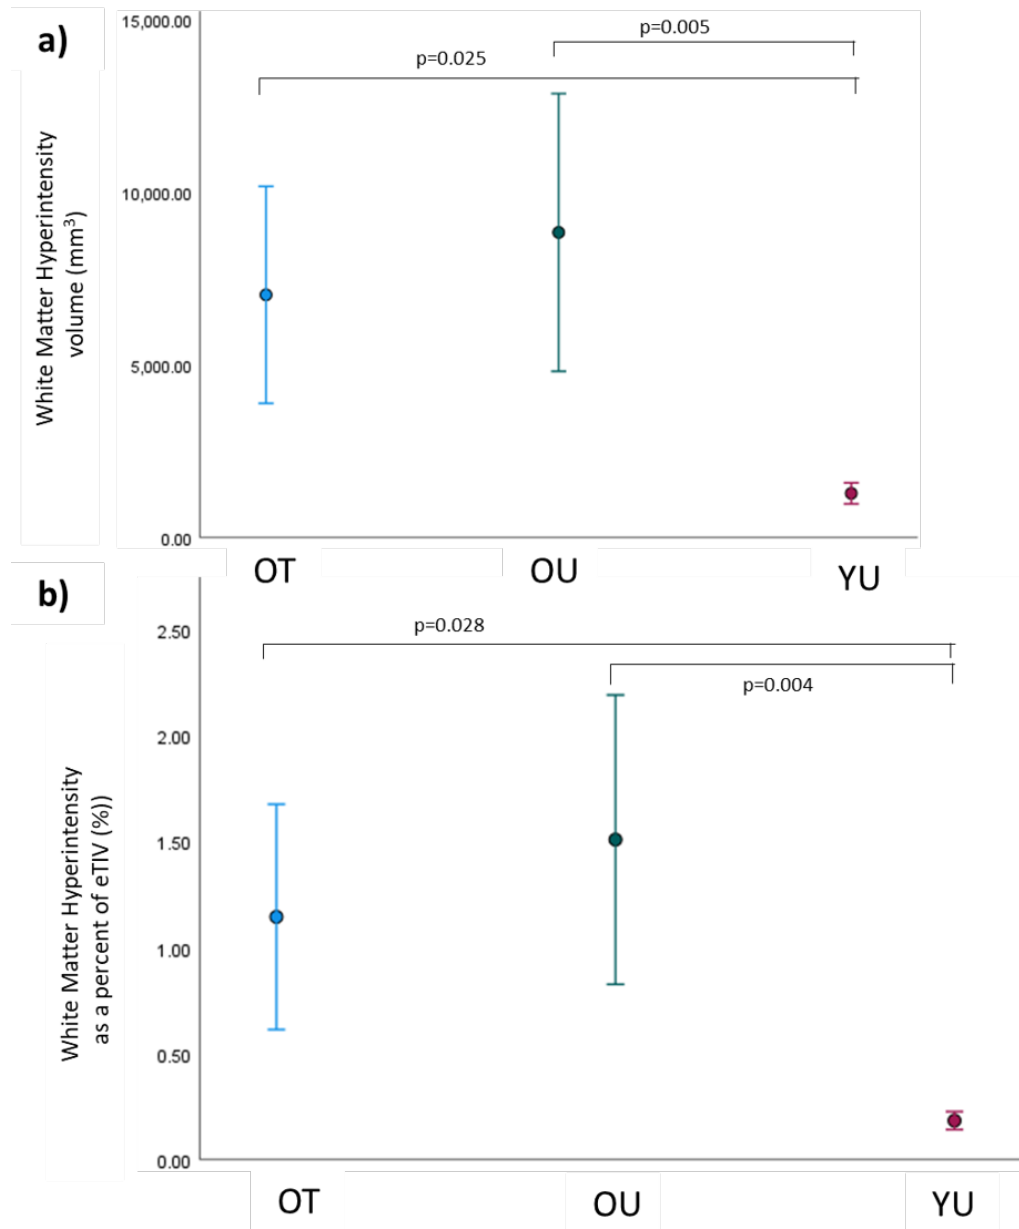 a)
15,000.00
p=0.005
p=0.025
White Matter Hyperintensity
volume (mm³)
10,000.00
5,000.00
0.00
OT
OU
YU
b)
2.50
p=0.028
p=0.004
2.00
White Matter Hyperintensity
as a percent of eTIV (%))
1.50
1.00
0.50
0.00
OT
OU
YU